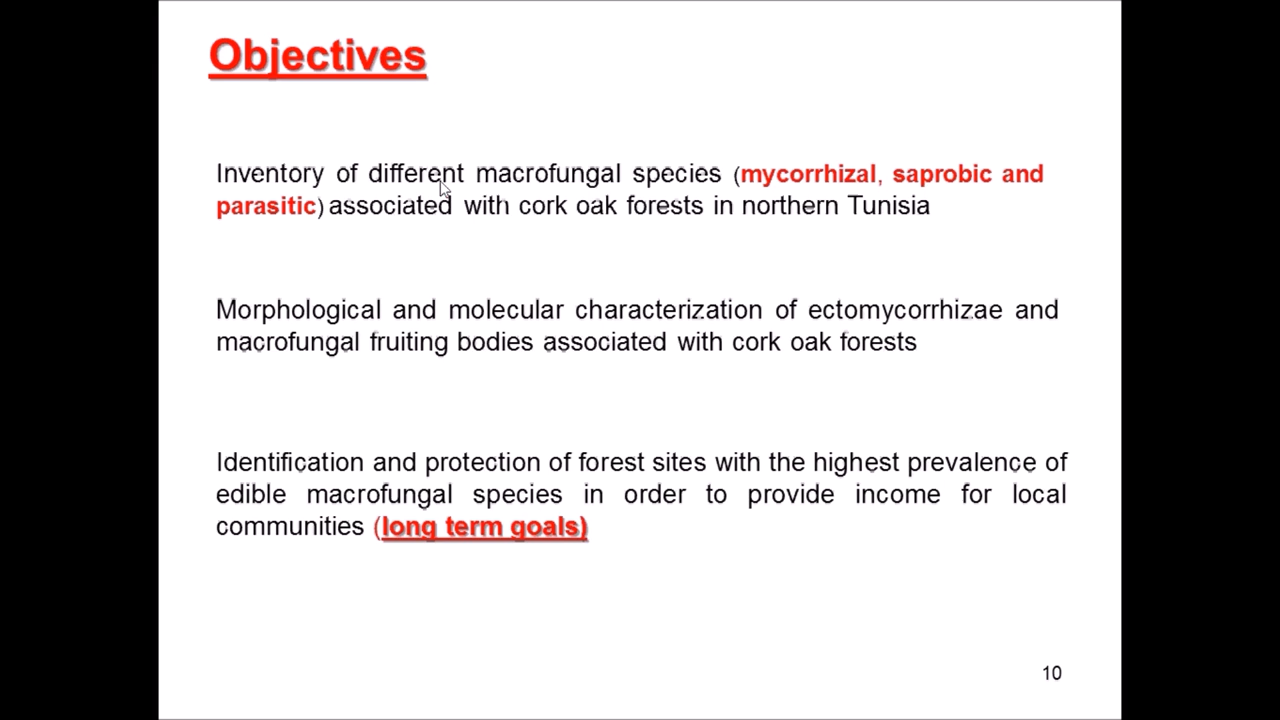 Objectives
Inventory of different macrofungal species (mycorrhizal, saprobic and
parasitic) associated with cork oak forests in northern Tunisia
Morphological and molecular characterization of ectomycorrhizae and
macrofungal fruiting bodies associated with cork oak forests
Identification and protection of forest sites with the highest prevalence of
edible macrofungal species in order to provide income for local
communities (long term goals)
10